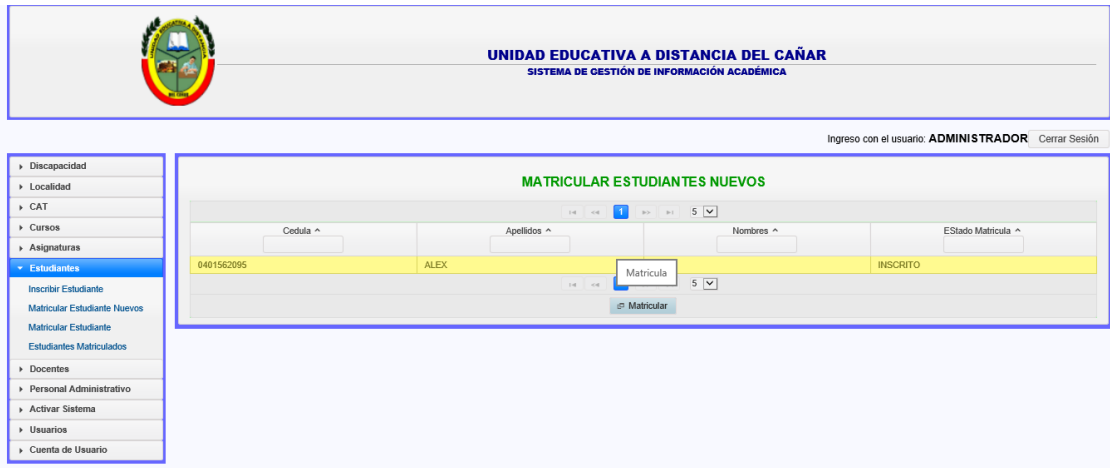 UNIDAD EDUCATIVA A DISTANCIA DEL CAÑAR
SISTEMA DE GESTIÓN DE INFORMACIÓN ACADÉMICA
Ingreso con el usuario: ADMINISTRADOR Cerrar Sesión
Discapacidad
Localidad
CAT
Cursos
Asignaturas
Estudiantes
Inscribir Estudiante
Matricular Estudiante Nuevos
Matricular Estudiante
Estudiantes Matriculados
Docentes
Personal Administrativo
Activar Sistema
Usuarios
Cuenta de Usuario
MATRICULAR ESTUDIANTES NUEVOS
1 5
Cedula Apellidos Nombres EStado Matricula
0401562095 ALEX INSCRITO
Matricula
5
Matricular